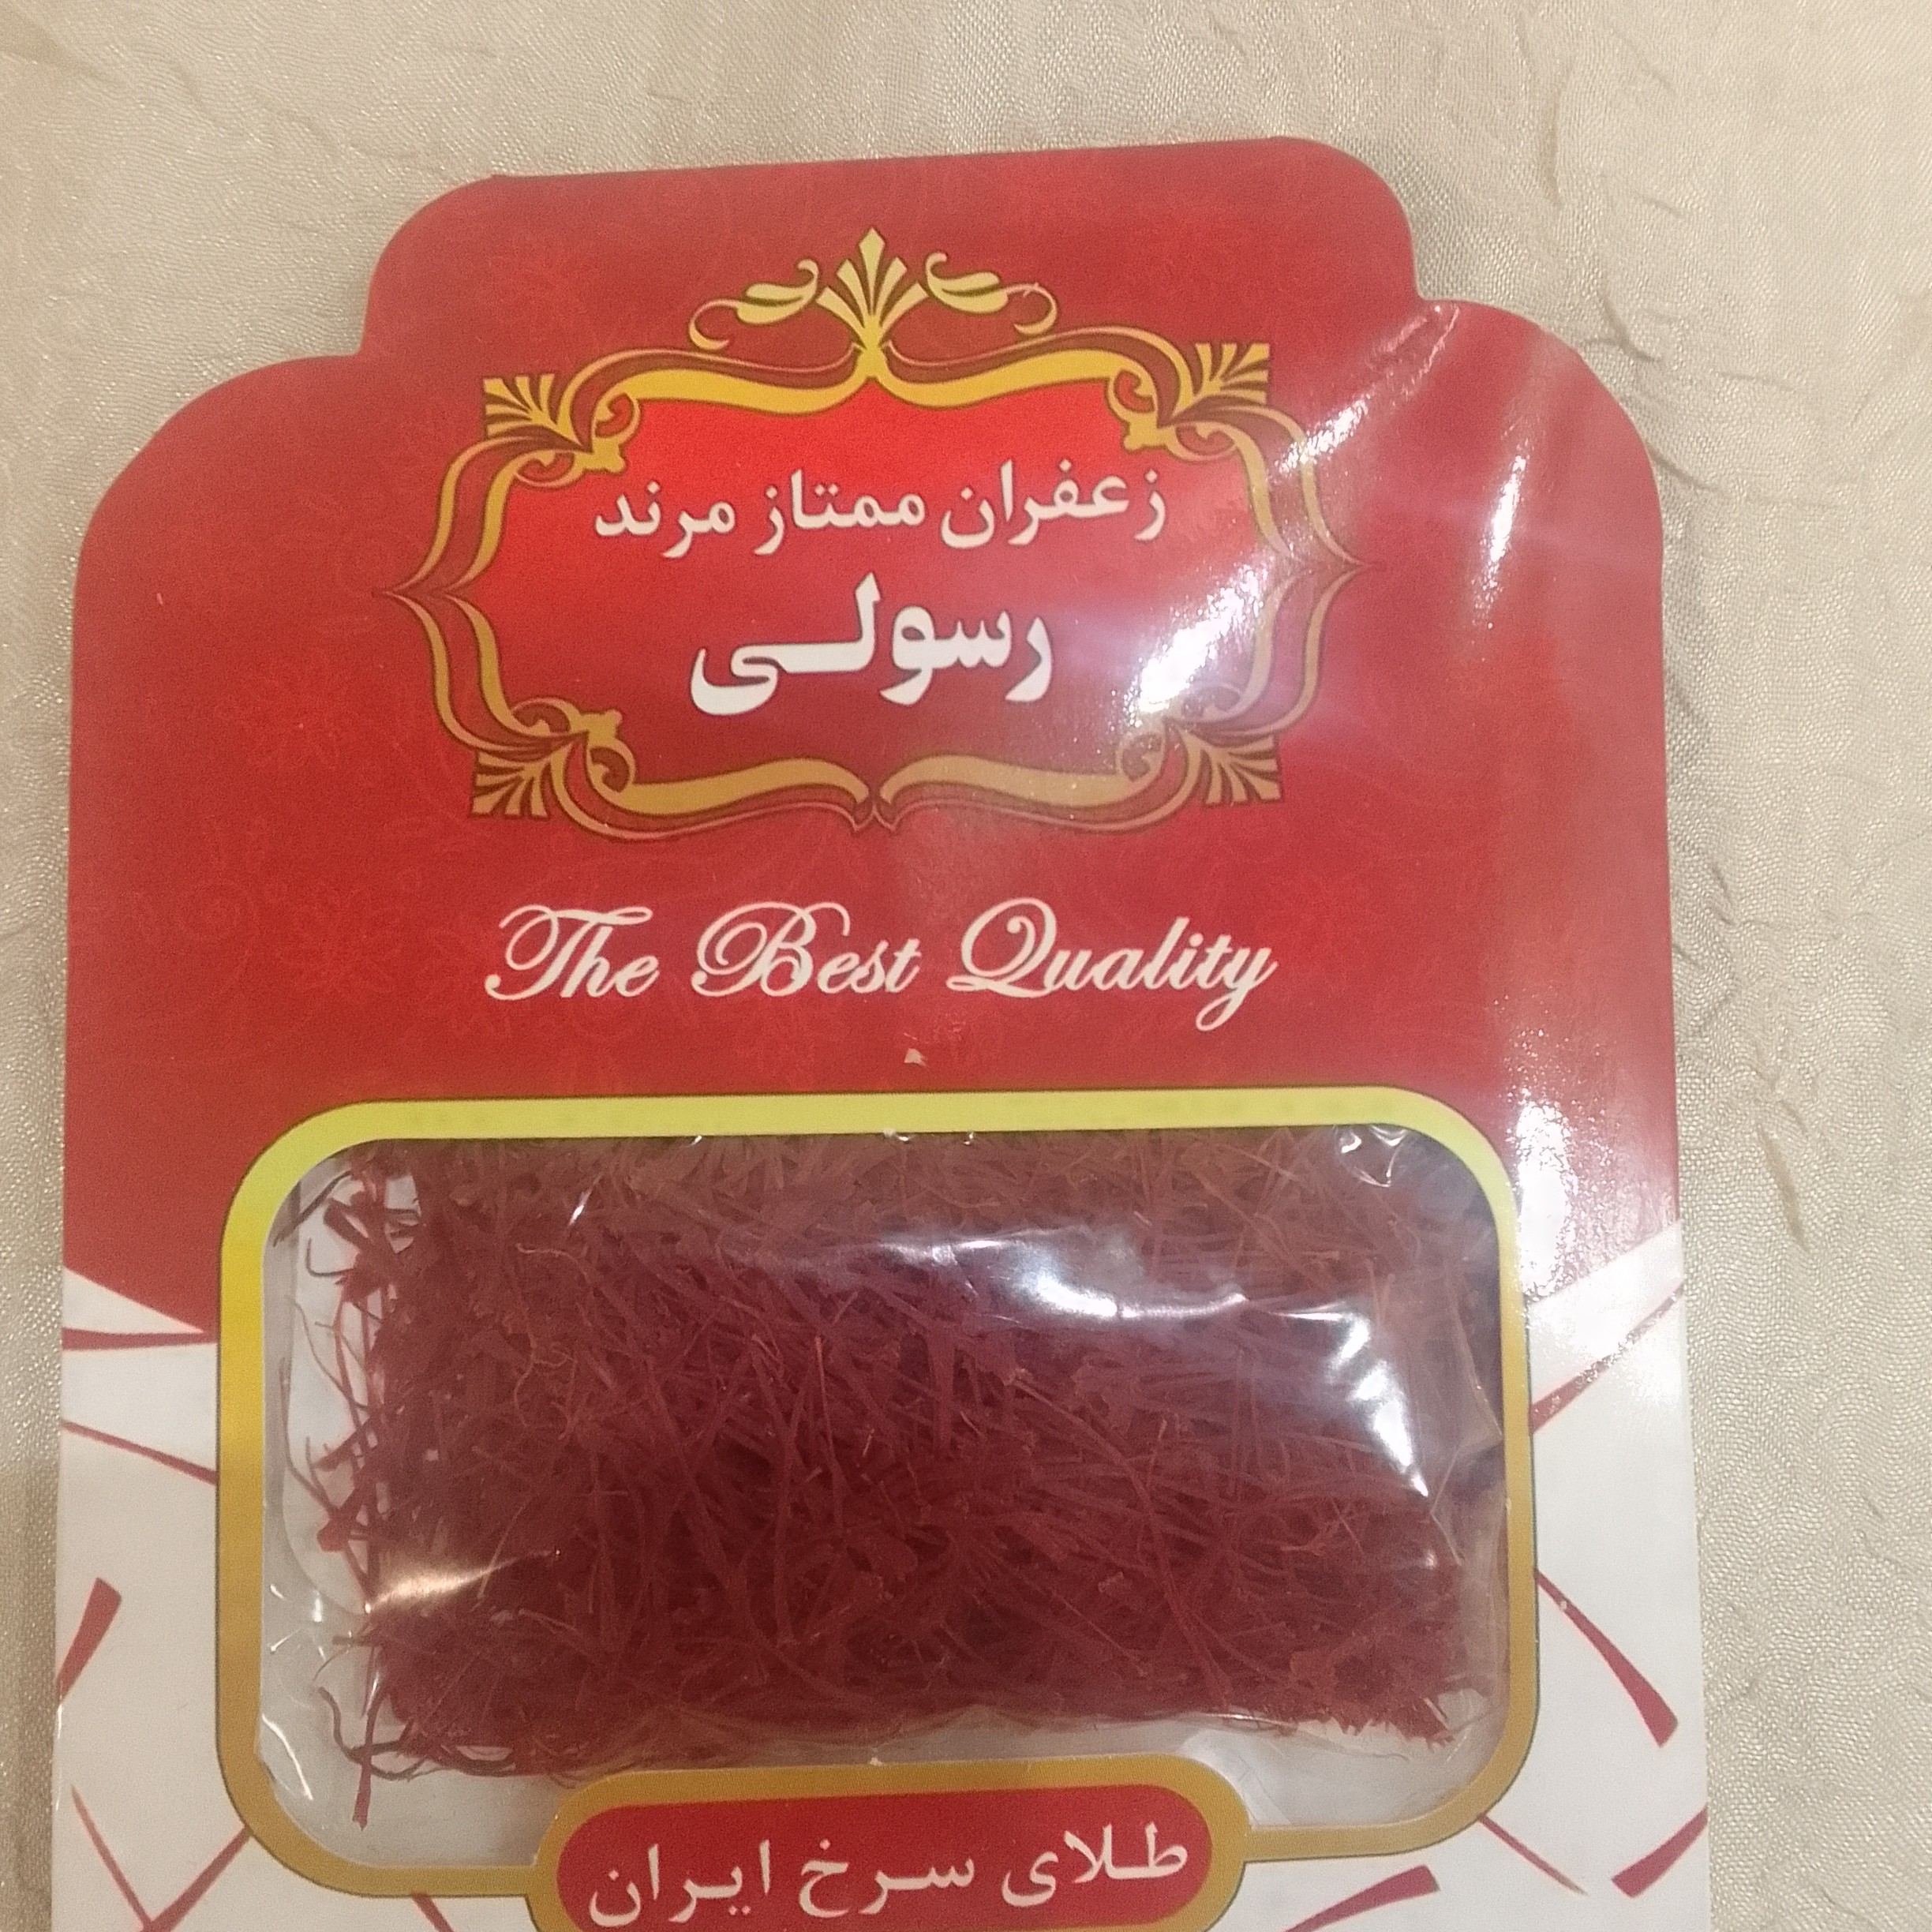 زعفران ممتاز مرند
رسولی
The Best Quality
طلای سرخ ایران